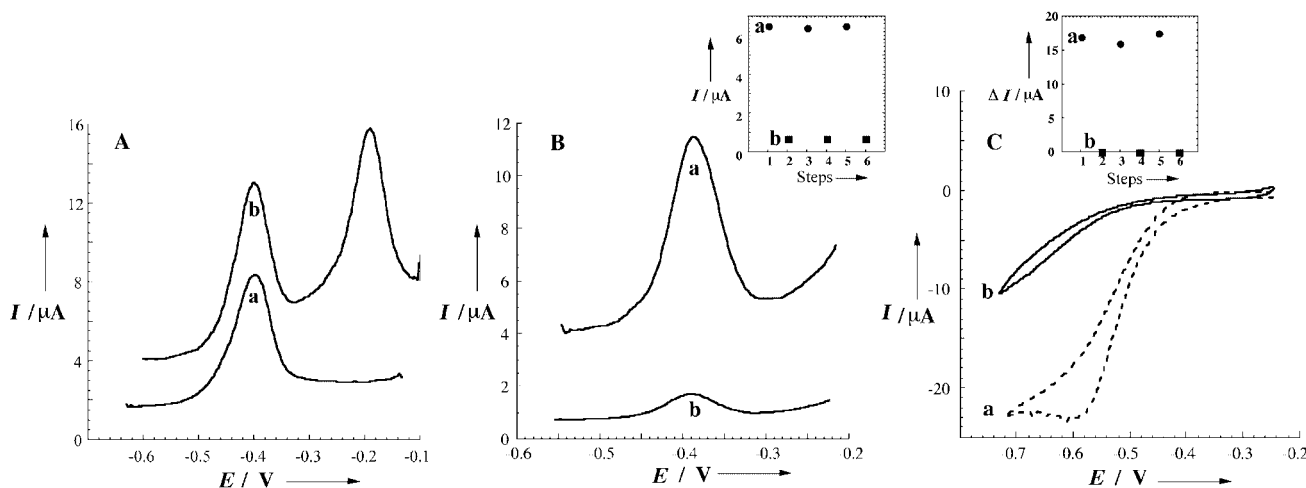 A
16
12
8
4
0
b
a
I / μA
-0.6
-0.5
-0.4
-0.3
-0.2
-0.1
E / V
B
12
10
8
6
4
2
0
a
b
I / μA
-0.6
-0.5
-0.4
-0.3
0.2
E / V
6
4
2
0
a
b
I / μA
1 2 3 4 5 6
Steps
C
10
0
-10
-20
b
a
I / μA
-0.7
0.6
0.5
-0.4
-0.3
-0.2
E / V
20
15
10
5
0
a
b
Δ I / μA
1 2 3 4 5 6
Steps